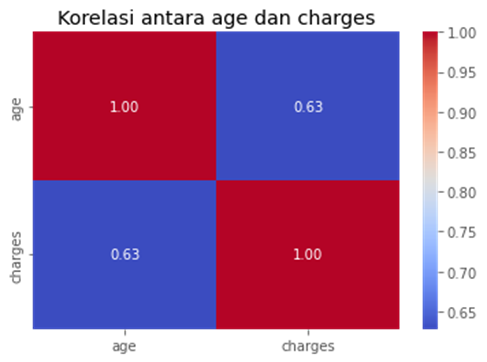 Korelasi antara age dan charges
age
1.00
0.63
charges
0.63
1.00
age
charges
1.00
0.95
0.90
0.85
0.80
0.75
0.70
0.65